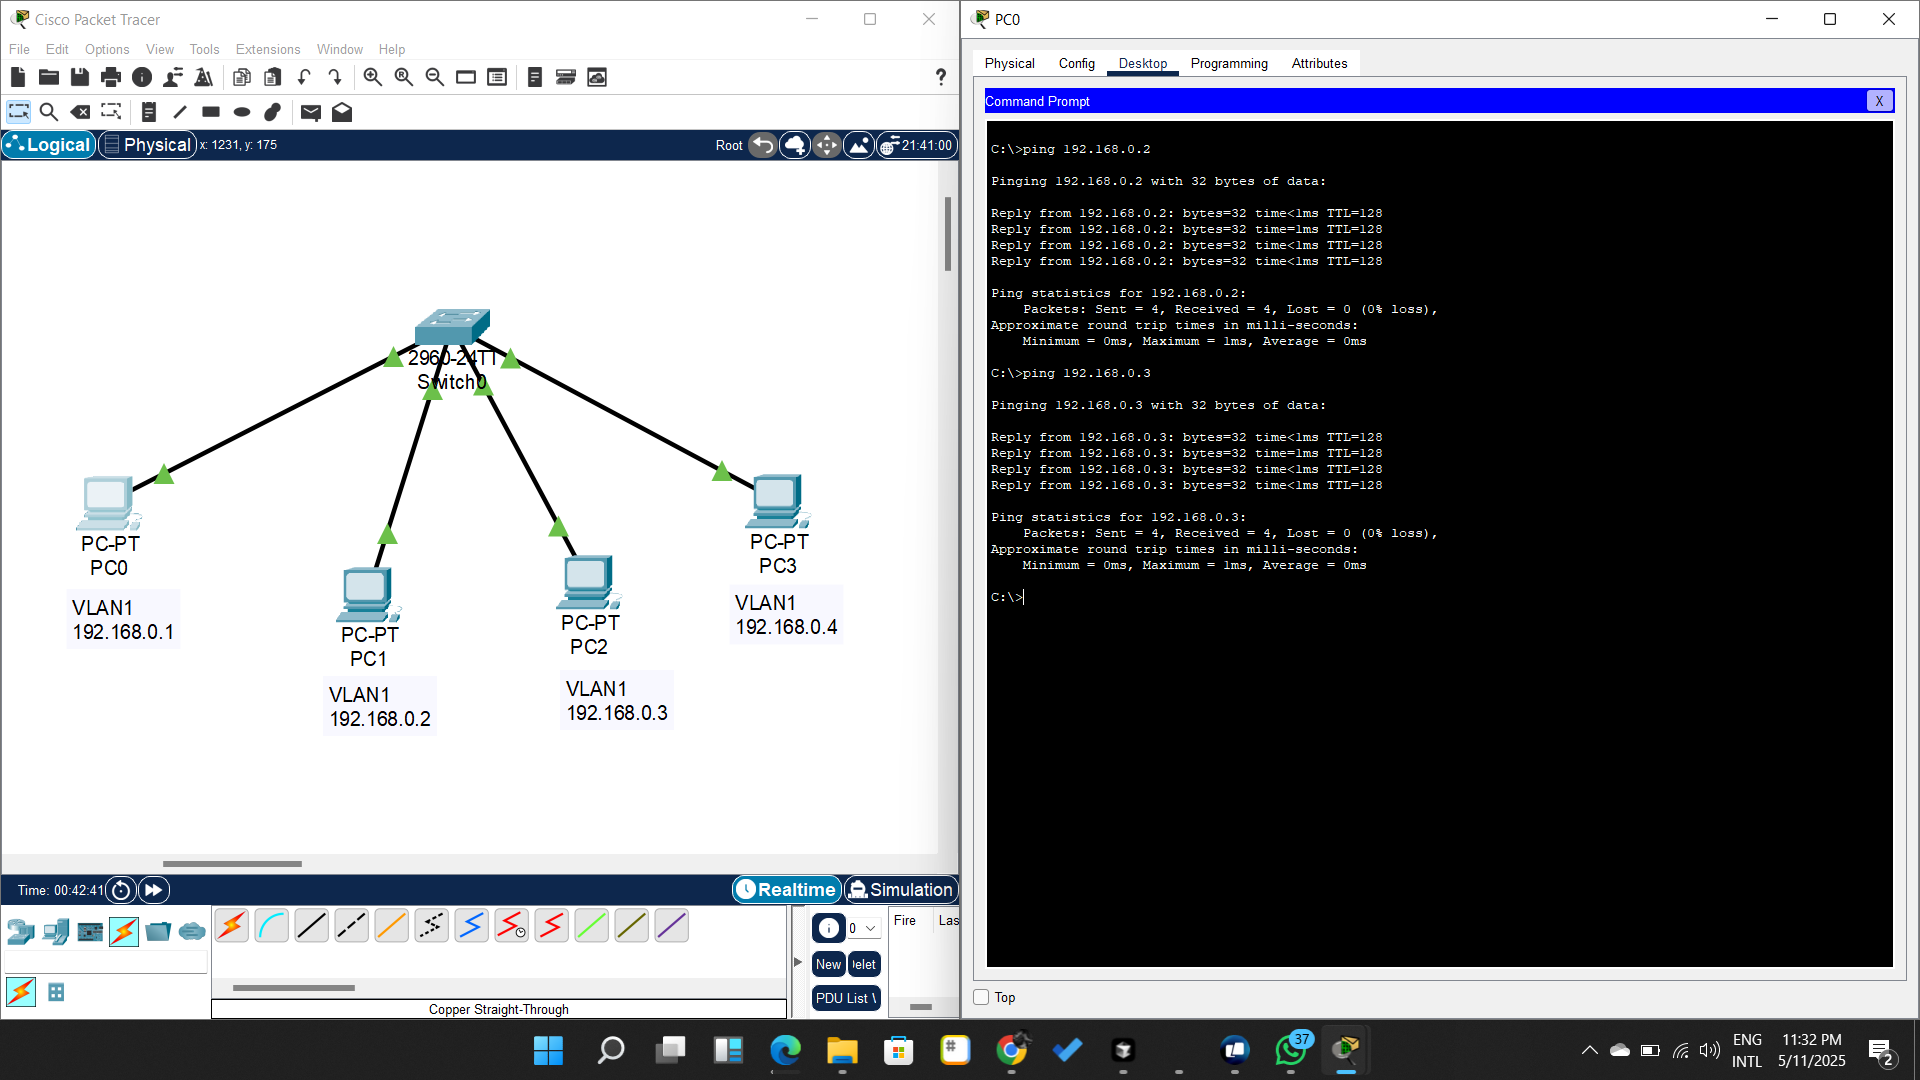 Cisco Packet Tracer
File Edit Options View Tools Extensions Window Help
?
Logical Physical x: 1231, y: 175
Root 21:41:00
2960-24TT
Switch0
PC-PT
PC0
VLAN1
192.168.0.1
PC-PT
PC1
VLAN1
192.168.0.2
PC-PT
PC2
VLAN1
192.168.0.3
PC-PT
PC3
VLAN1
192.168.0.4
Time: 00:42:41
Realtime Simulation
0
Fire Las
New elet
PDU List \
Copper Straight-Through
PC0
Physical Config Desktop Programming Attributes
Command Prompt
X
C:\>ping 192.168.0.2
Pinging 192.168.0.2 with 32 bytes of data:
Reply from 192.168.0.2: bytes=32 time<1ms TTL=128
Reply from 192.168.0.2: bytes=32 time=1ms TTL=128
Reply from 192.168.0.2: bytes=32 time<1ms TTL=128
Reply from 192.168.0.2: bytes=32 time<1ms TTL=128
Ping statistics for 192.168.0.2:
Packets: Sent = 4, Received = 4, Lost = 0 (0% loss),
Approximate round trip times in milli-seconds:
Minimum = 0ms, Maximum = 1ms, Average = 0ms
C:\>ping 192.168.0.3
Pinging 192.168.0.3 with 32 bytes of data:
Reply from 192.168.0.3: bytes=32 time<1ms TTL=128
Reply from 192.168.0.3: bytes=32 time=1ms TTL=128
Reply from 192.168.0.3: bytes=32 time<1ms TTL=128
Reply from 192.168.0.3: bytes=32 time<1ms TTL=128
Ping statistics for 192.168.0.3:
Packets: Sent = 4, Received = 4, Lost = 0 (0% loss),
Approximate round trip times in milli-seconds:
Minimum = 0ms, Maximum = 1ms, Average = 0ms
C:\>
Top
37
ENG
INTL
11:32 PM
5/11/2025
2